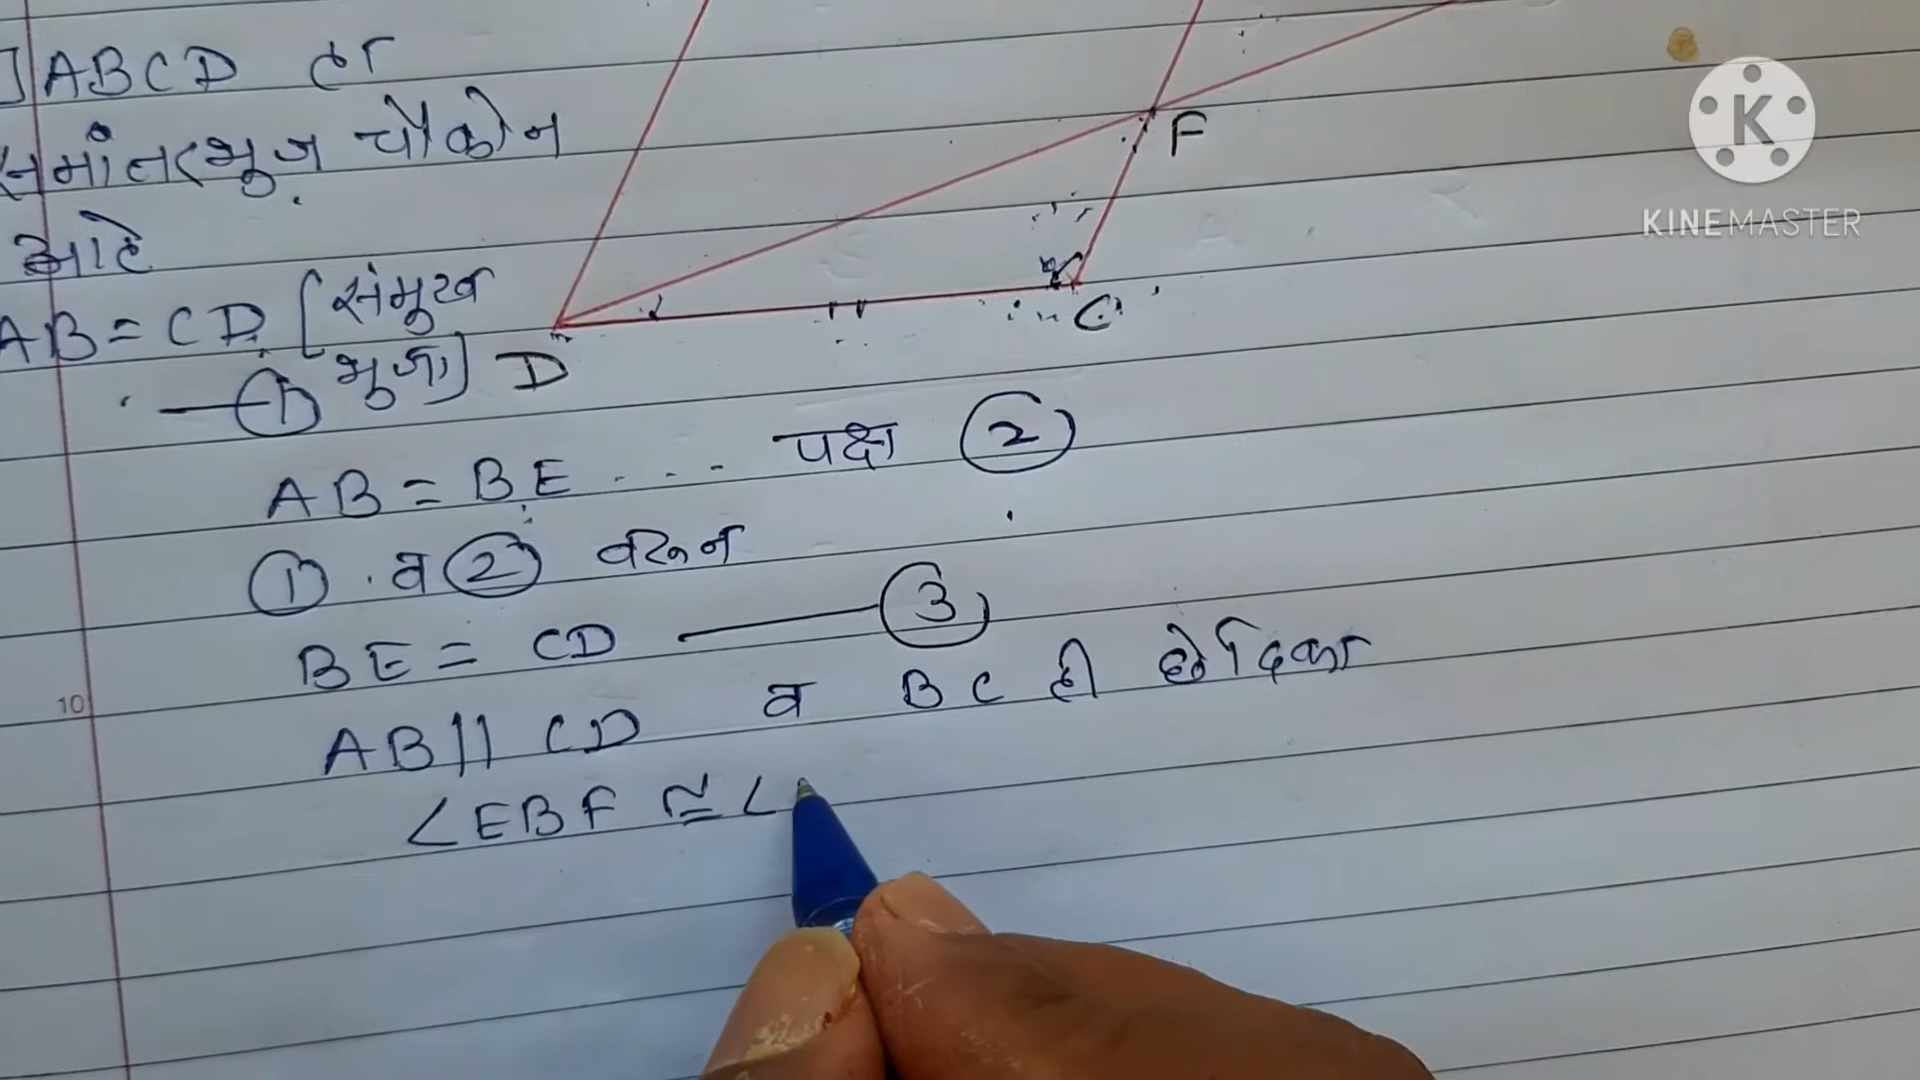 □ABCD हा
समांतरभुज चौकोन
आहे
AB = CD [संमुख
भुजा]
①
F
D
C
AB = BE .... पक्ष ②
① व ② वरून
BE = CD ③
AB || CD व BC ही छेदिका
∠EBF ≅ ∠
10
K
KINEMASTER